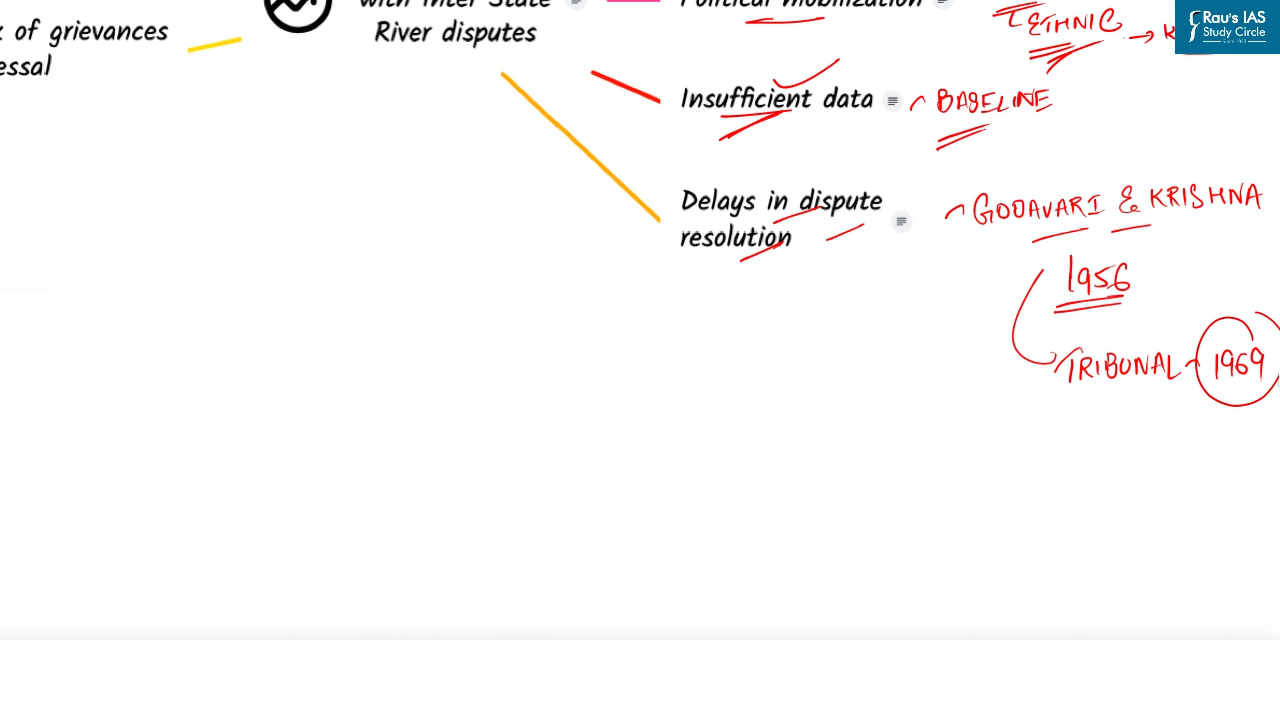 of grievances
essal
with Inter State
River disputes
Political mobilization
ETHNIC → K
Insufficient data
BASELINE
Delays in dispute
resolution
GODAVARI & KRISHNA
1956
TRIBUNAL - 1969
Rau's IAS
Study Circle